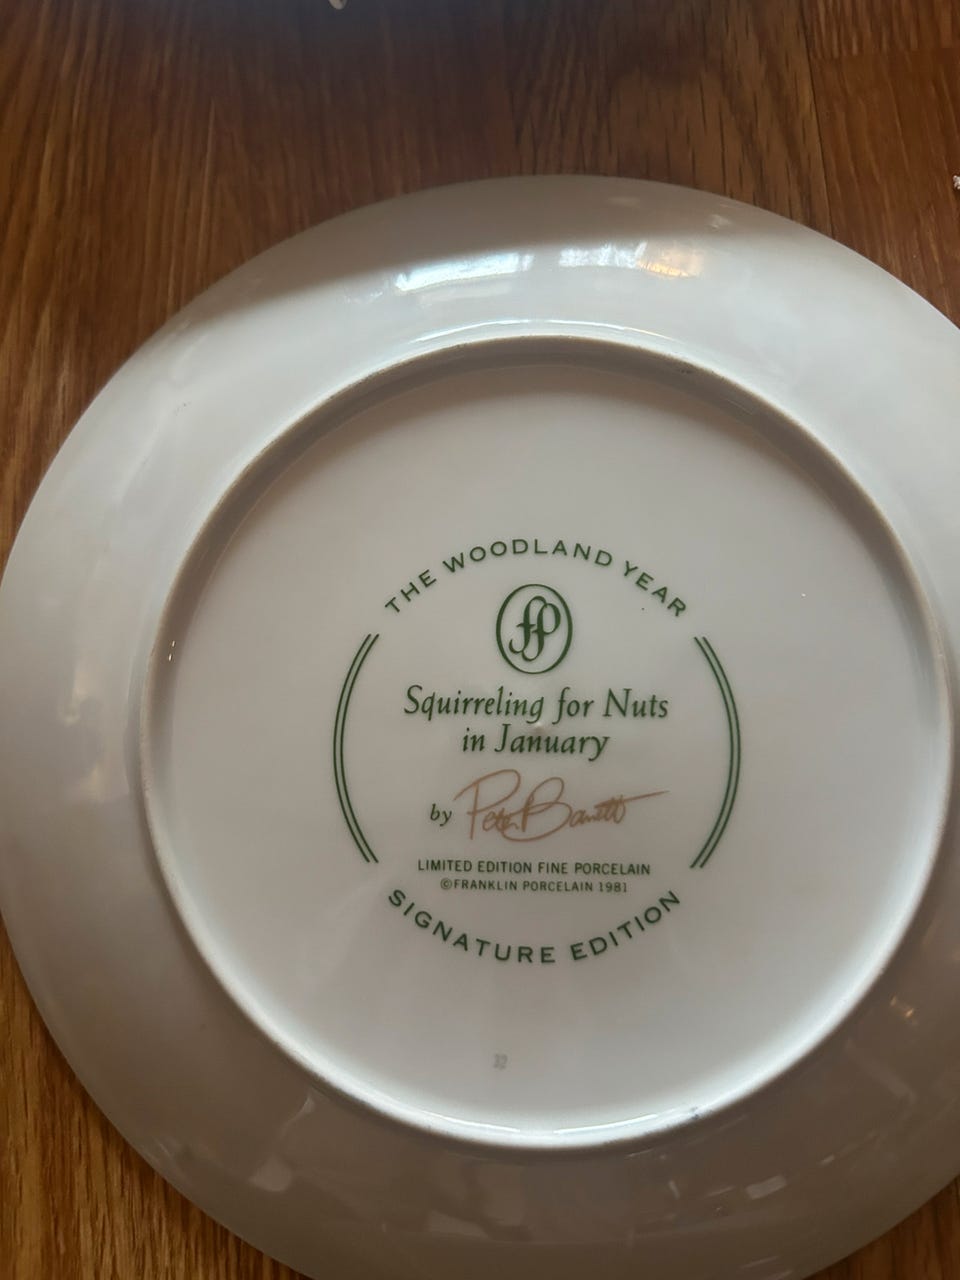 THE WOODLAND YEAR
fp
Squirreling for Nuts
in January
by Peter Barrett
LIMITED EDITION FINE PORCELAIN
©FRANKLIN PORCELAIN 1981
SIGNATURE EDITION
32